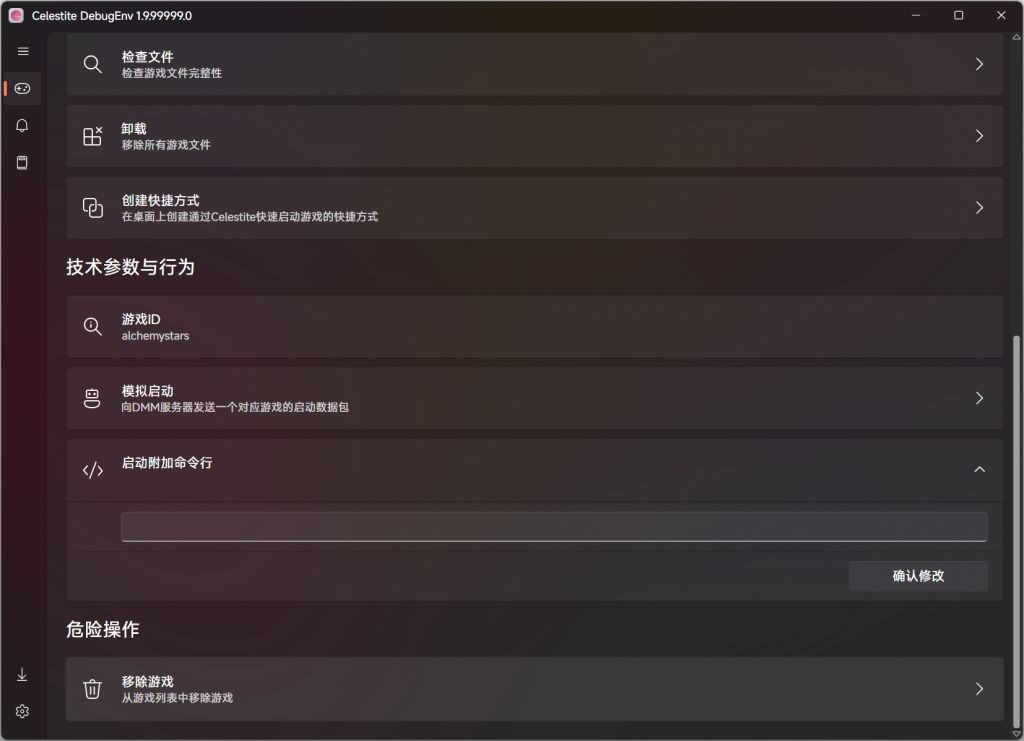 Celestite DebugEnv 1.9.99999.0
检查文件
检查游戏文件完整性
卸载
移除所有游戏文件
创建快捷方式
在桌面上创建通过Celestite快速启动游戏的快捷方式
技术参数与行为
游戏ID
alchemystars
模拟启动
向DMM服务器发送一个对应游戏的启动数据包
启动附加命令行
确认修改
危险操作
移除游戏
从游戏列表中移除游戏